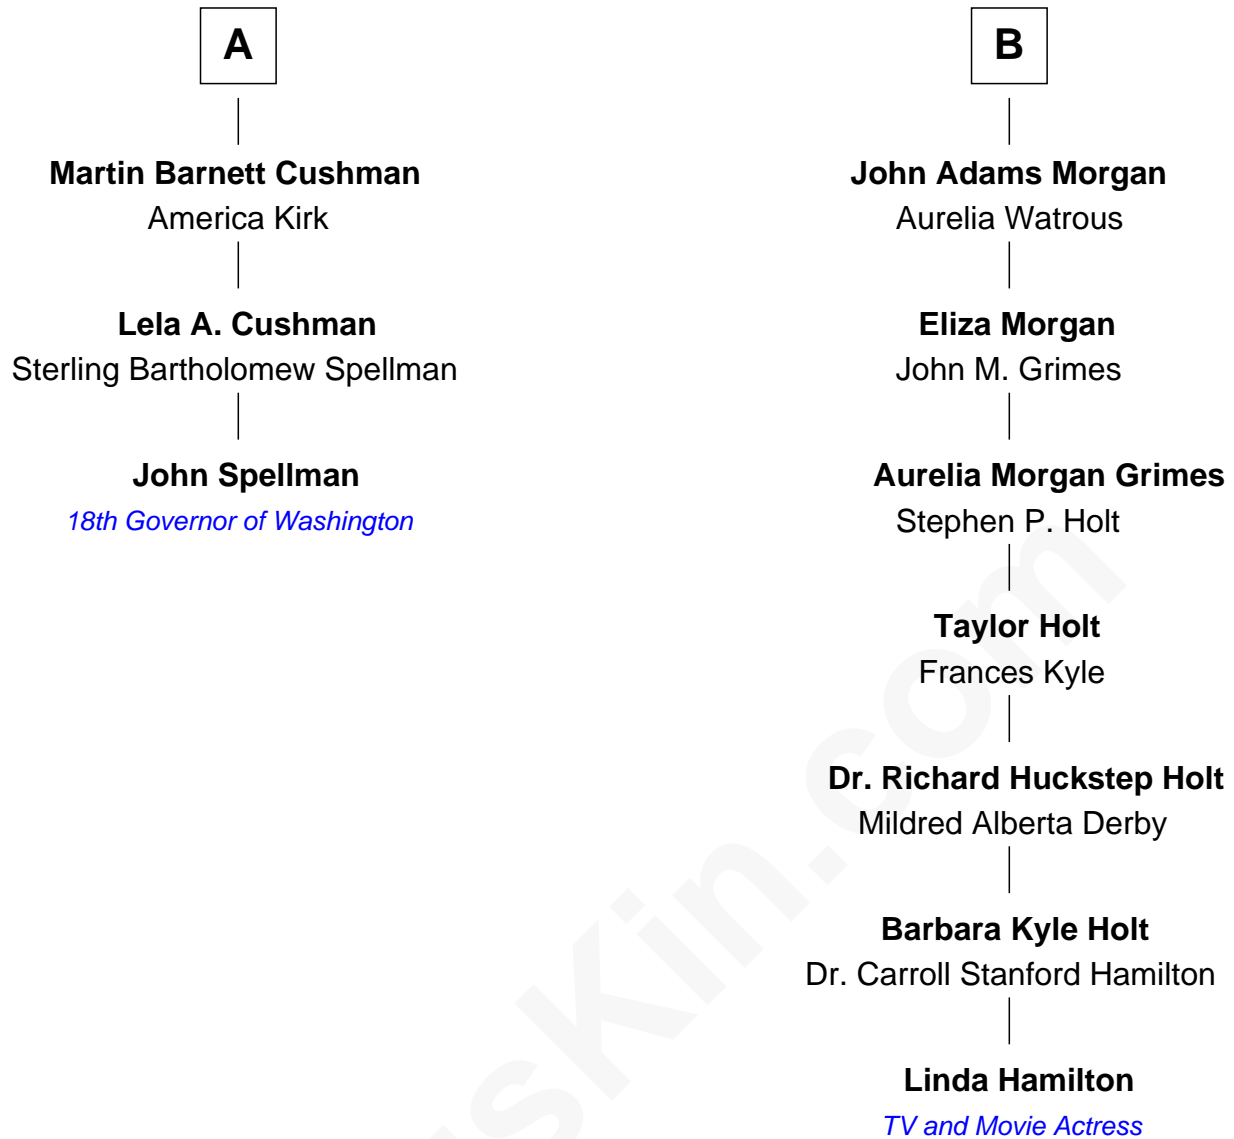 A
Martin Barnett Cushman
America Kirk
Lela A. Cushman
Sterling Bartholomew Spellman
John Spellman
18th Governor of Washington
B
John Adams Morgan
Aurelia Watrous
Eliza Morgan
John M. Grimes
Aurelia Morgan Grimes
Stephen P. Holt
Taylor Holt
Frances Kyle
Dr. Richard Huckstep Holt
Mildred Alberta Derby
Barbara Kyle Holt
Dr. Carroll Stanford Hamilton
Linda Hamilton
TV and Movie Actress